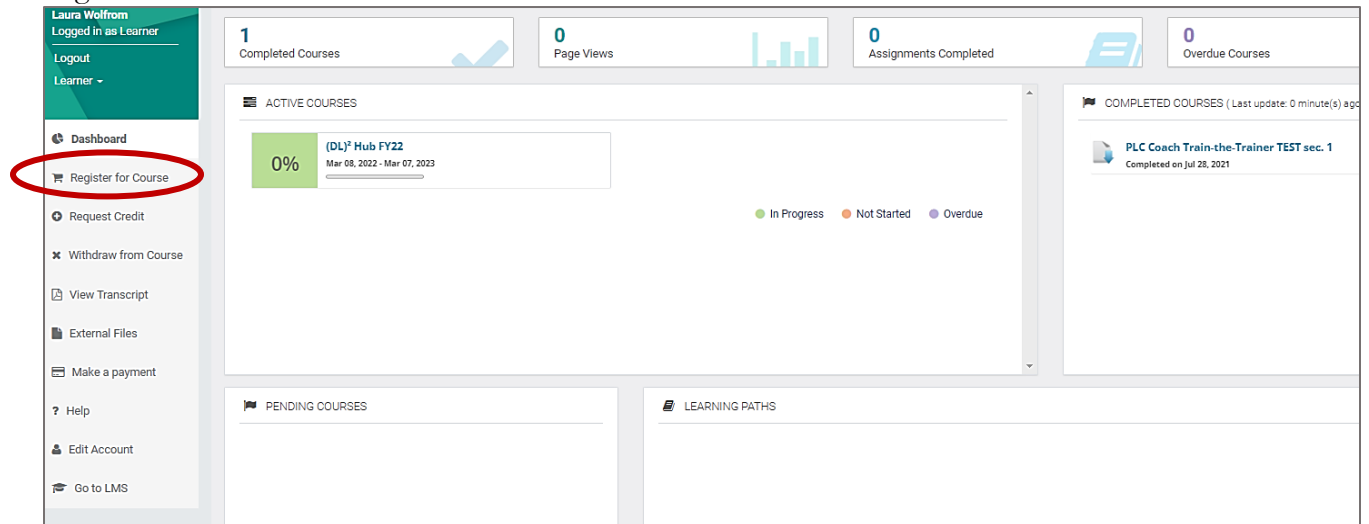 Laura Wolfrom
Logged in as Learner
Logout
Learner
Dashboard
Register for Course
Request Credit
Withdraw from Course
View Transcript
External Files
Make a payment
? Help
Edit Account
Go to LMS
1
Completed Courses
0
Page Views
0
Assignments Completed
0
Overdue Courses
ACTIVE COURSES
0%
(DL)² Hub FY22
Mar 08, 2022 - Mar 07, 2023
In Progress
Not Started
Overdue
COMPLETED COURSES ( Last update: 0 minute(s) ago
PLC Coach Train-the-Trainer TEST sec. 1
Completed on Jul 28, 2021
PENDING COURSES
LEARNING PATHS